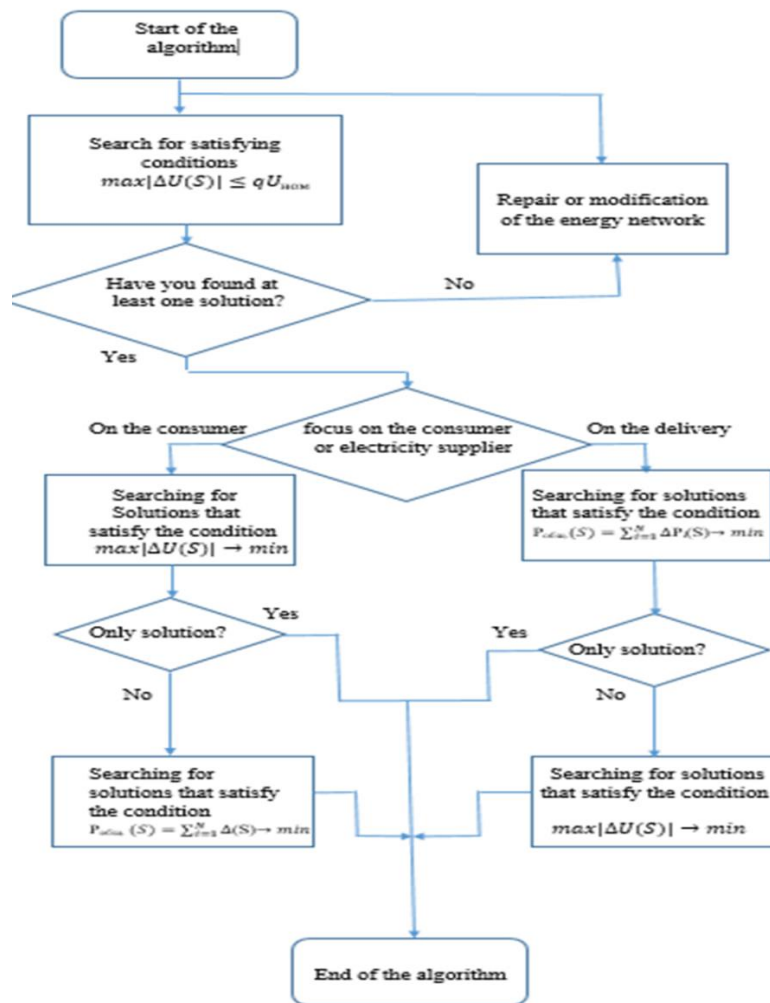 Start of the
algorithm
Search for satisfying
conditions
max|ΔU(S)| ≤ qU
Repair or modification
of the energy network
Have you found at
least one solution?
No
Yes
On the consumer
focus on the consumer
or electricity supplier
On the delivery
Searching for
Solutions that
satisfy the condition
max|ΔU(S)| → min
Searching for solutions
that satisfy the condition
(S) = ∑ᵢ₌₁ᴺ ΔPᵢ(S)→ min
Only solution?
Yes
Yes
Only solution?
No
No
Searching for
solutions that satisfy
the condition
(S) = ∑ᵢ₌₁ᴺ Δ(S)→ min
Searching for solutions
that satisfy the condition
max|ΔU(S)| → min
End of the algorithm